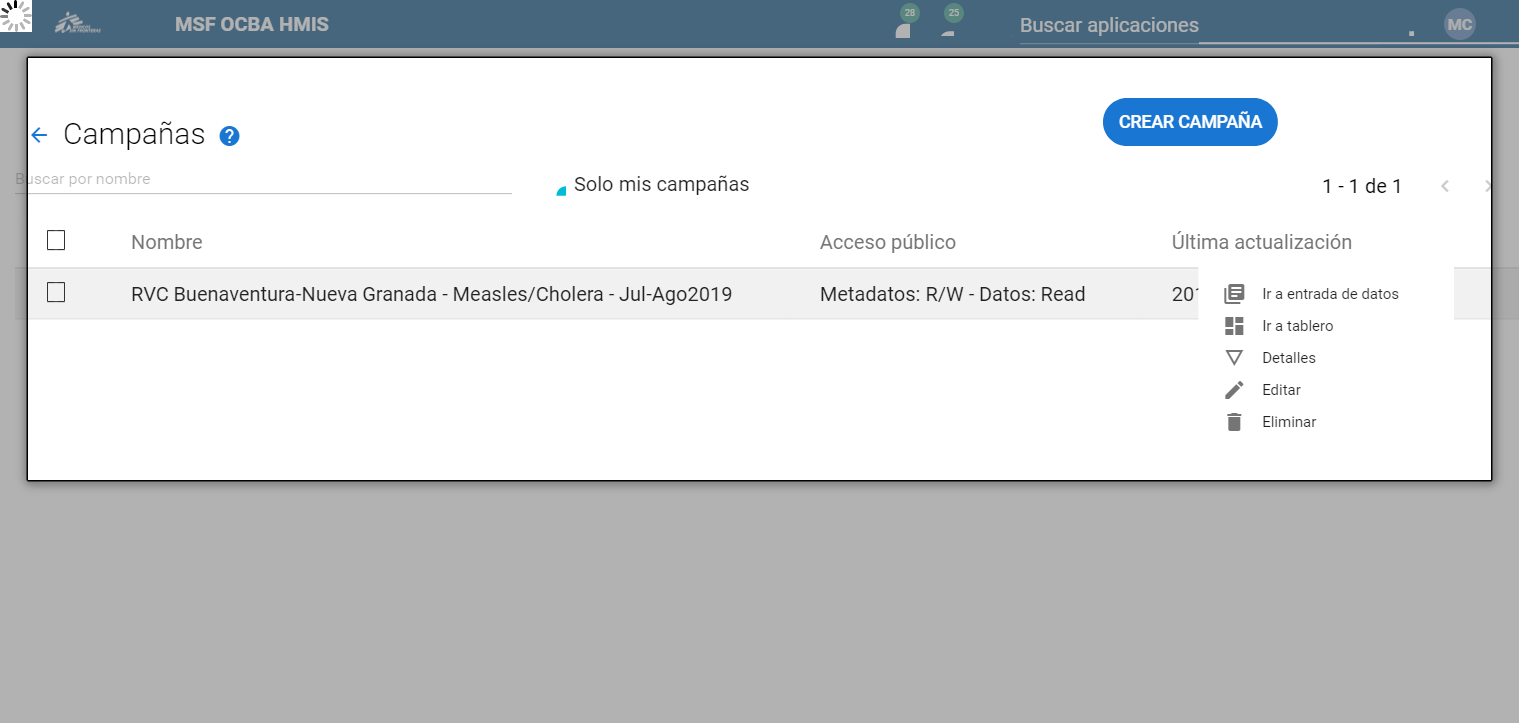 MSF OCBA HMIS
28
25
Buscar aplicaciones
MC
CREAR CAMPAÑA
Campañas ?
Buscar por nombre
Solo mis campañas
1 - 1 de 1
Nombre Acceso público Última actualización
RVC Buenaventura-Nueva Granada - Measles/Cholera - Jul-Ago2019 Metadatos: R/W - Datos: Read
Ir a entrada de datos
Ir a tablero
Detalles
Editar
Eliminar